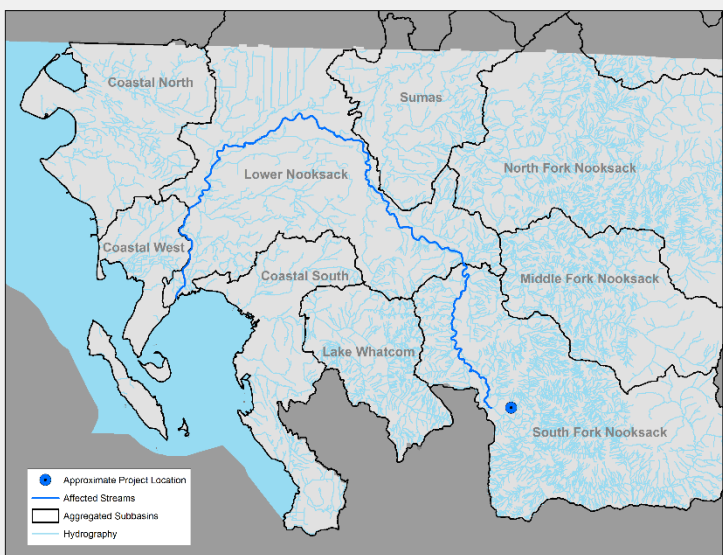 Coastal North
Sumas
North Fork Nooksack
Lower Nooksack
Coastal West
Coastal South
Middle Fork Nooksack
Lake Whatcom
South Fork Nooksack
Approximate Project Location
Affected Streams
Aggregated Subbasins
Hydrography